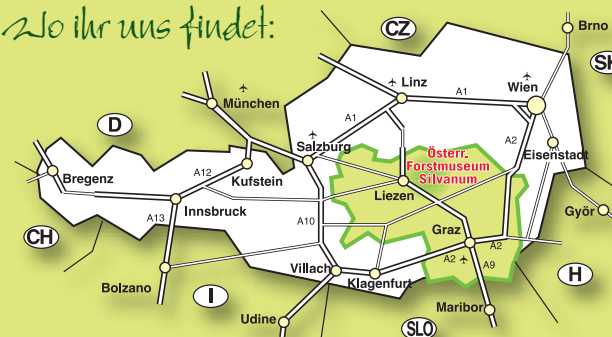 Wo ihr uns findet:
CZ
Brno
SK
Linz
A1
Wien
München
A1
A2
D
Salzburg
Österr.
Forstmuseum
Silvanum
Eisenstadt
A12
Kufstein
Bregenz
Liezen
Innsbruck
Győr
A13
A10
Graz
CH
A2
Villach
A2
A9
H
Bolzano
I
Klagenfurt
Maribor
Udine
SLO